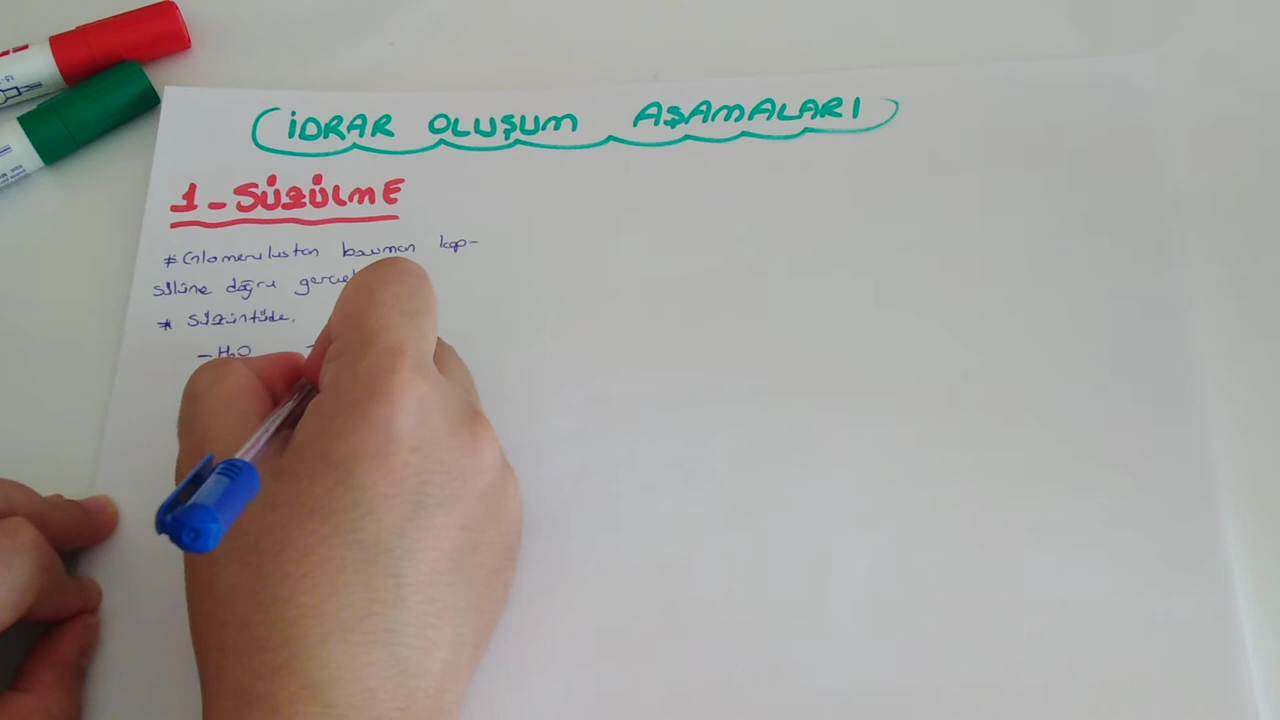 İDRAR OLUŞUM AŞAMALARI
1-SÜZÜLME
* Glomerulustan bowman kap-
sülüne doğru
* Süzüntüde,
- H₂O -